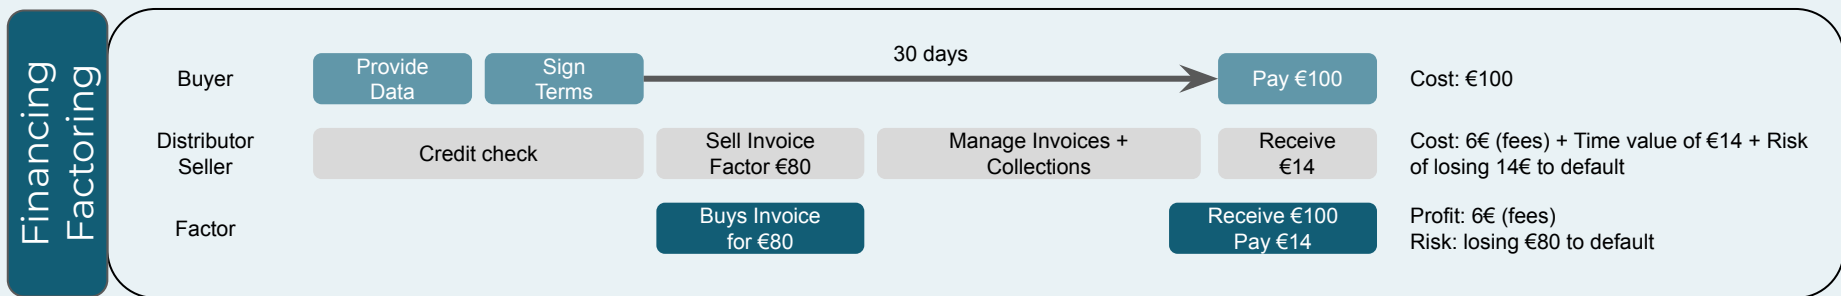 Financing
Factoring
Buyer
Provide
Data
Sign
Terms
30 days
Pay €100
Cost: €100
Distributor
Seller
Credit check
Sell Invoice
Factor €80
Manage Invoices +
Collections
Receive
€14
Cost: 6€ (fees) + Time value of €14 + Risk
of losing 14€ to default
Factor
Buys Invoice
for €80
Receive €100
Pay €14
Profit: 6€ (fees)
Risk: losing €80 to default